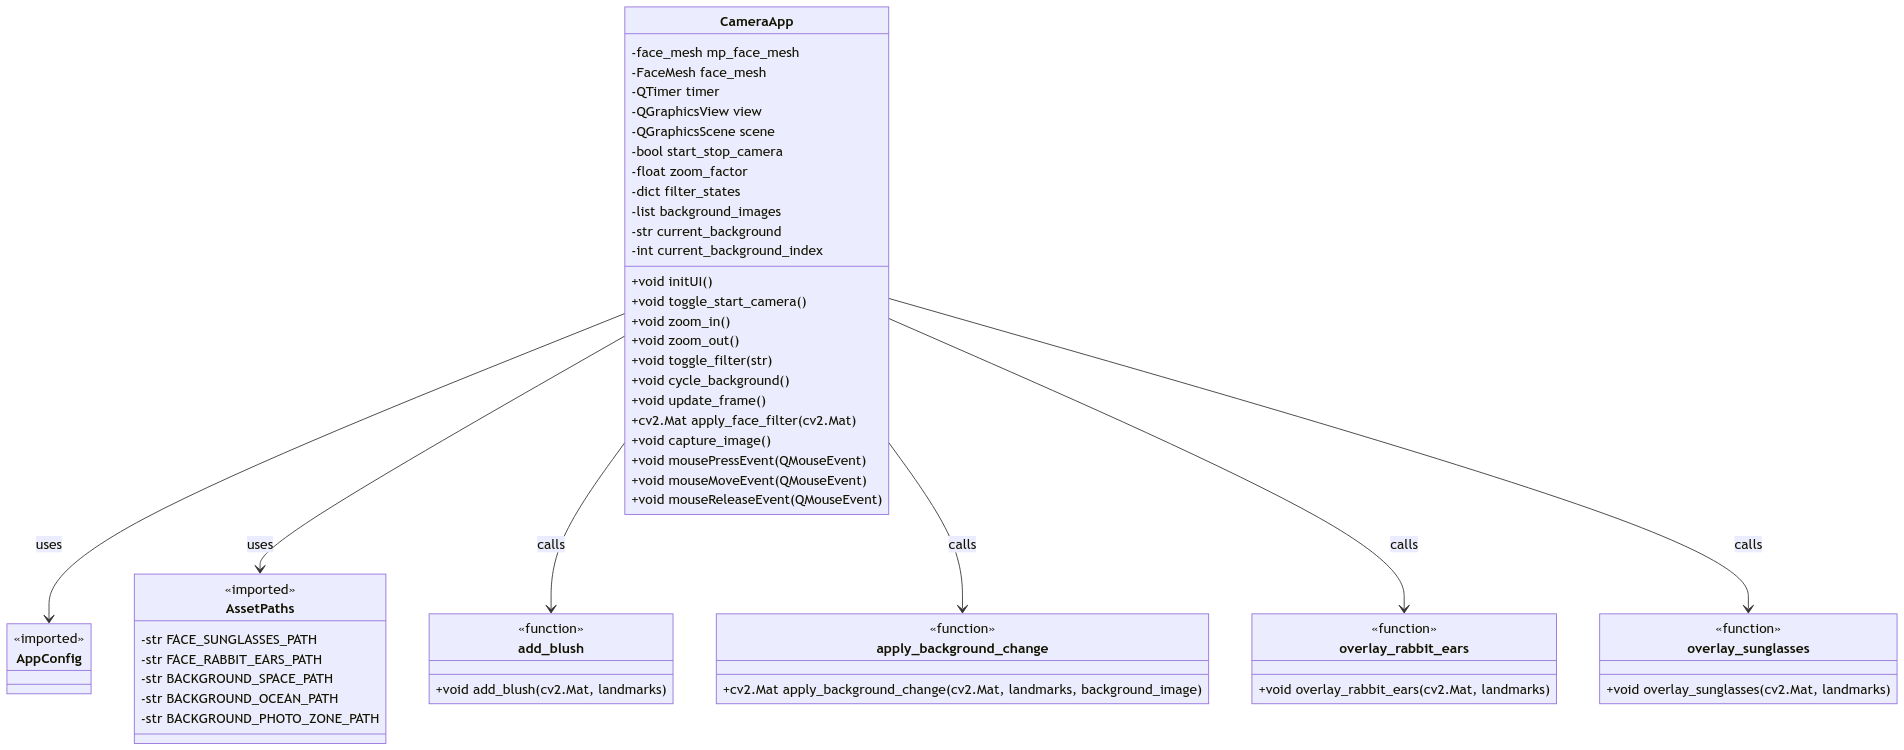 CameraApp
-face_mesh mp_face_mesh
-FaceMesh face_mesh
-QTimer timer
-QGraphicsView view
-QGraphicsScene scene
-bool start_stop_camera
-float zoom_factor
-dict filter_states
-list background_images
-str current_background
-int current_background_index
+void initUI()
+void toggle_start_camera()
+void zoom_in()
+void zoom_out()
+void toggle_filter(str)
+void cycle_background()
+void update_frame()
+cv2.Mat apply_face_filter(cv2.Mat)
+void capture_image()
+void mousePressEvent(QMouseEvent)
+void mouseMoveEvent(QMouseEvent)
+void mouseReleaseEvent(QMouseEvent)
uses
uses
calls
calls
calls
calls
«imported»
AppConfig
«imported»
AssetPaths
-str FACE_SUNGLASSES_PATH
-str FACE_RABBIT_EARS_PATH
-str BACKGROUND_SPACE_PATH
-str BACKGROUND_OCEAN_PATH
-str BACKGROUND_PHOTO_ZONE_PATH
«function»
add_blush
+void add_blush(cv2.Mat, landmarks)
«function»
apply_background_change
+cv2.Mat apply_background_change(cv2.Mat, landmarks, background_image)
«function»
overlay_rabbit_ears
+void overlay_rabbit_ears(cv2.Mat, landmarks)
«function»
overlay_sunglasses
+void overlay_sunglasses(cv2.Mat, landmarks)